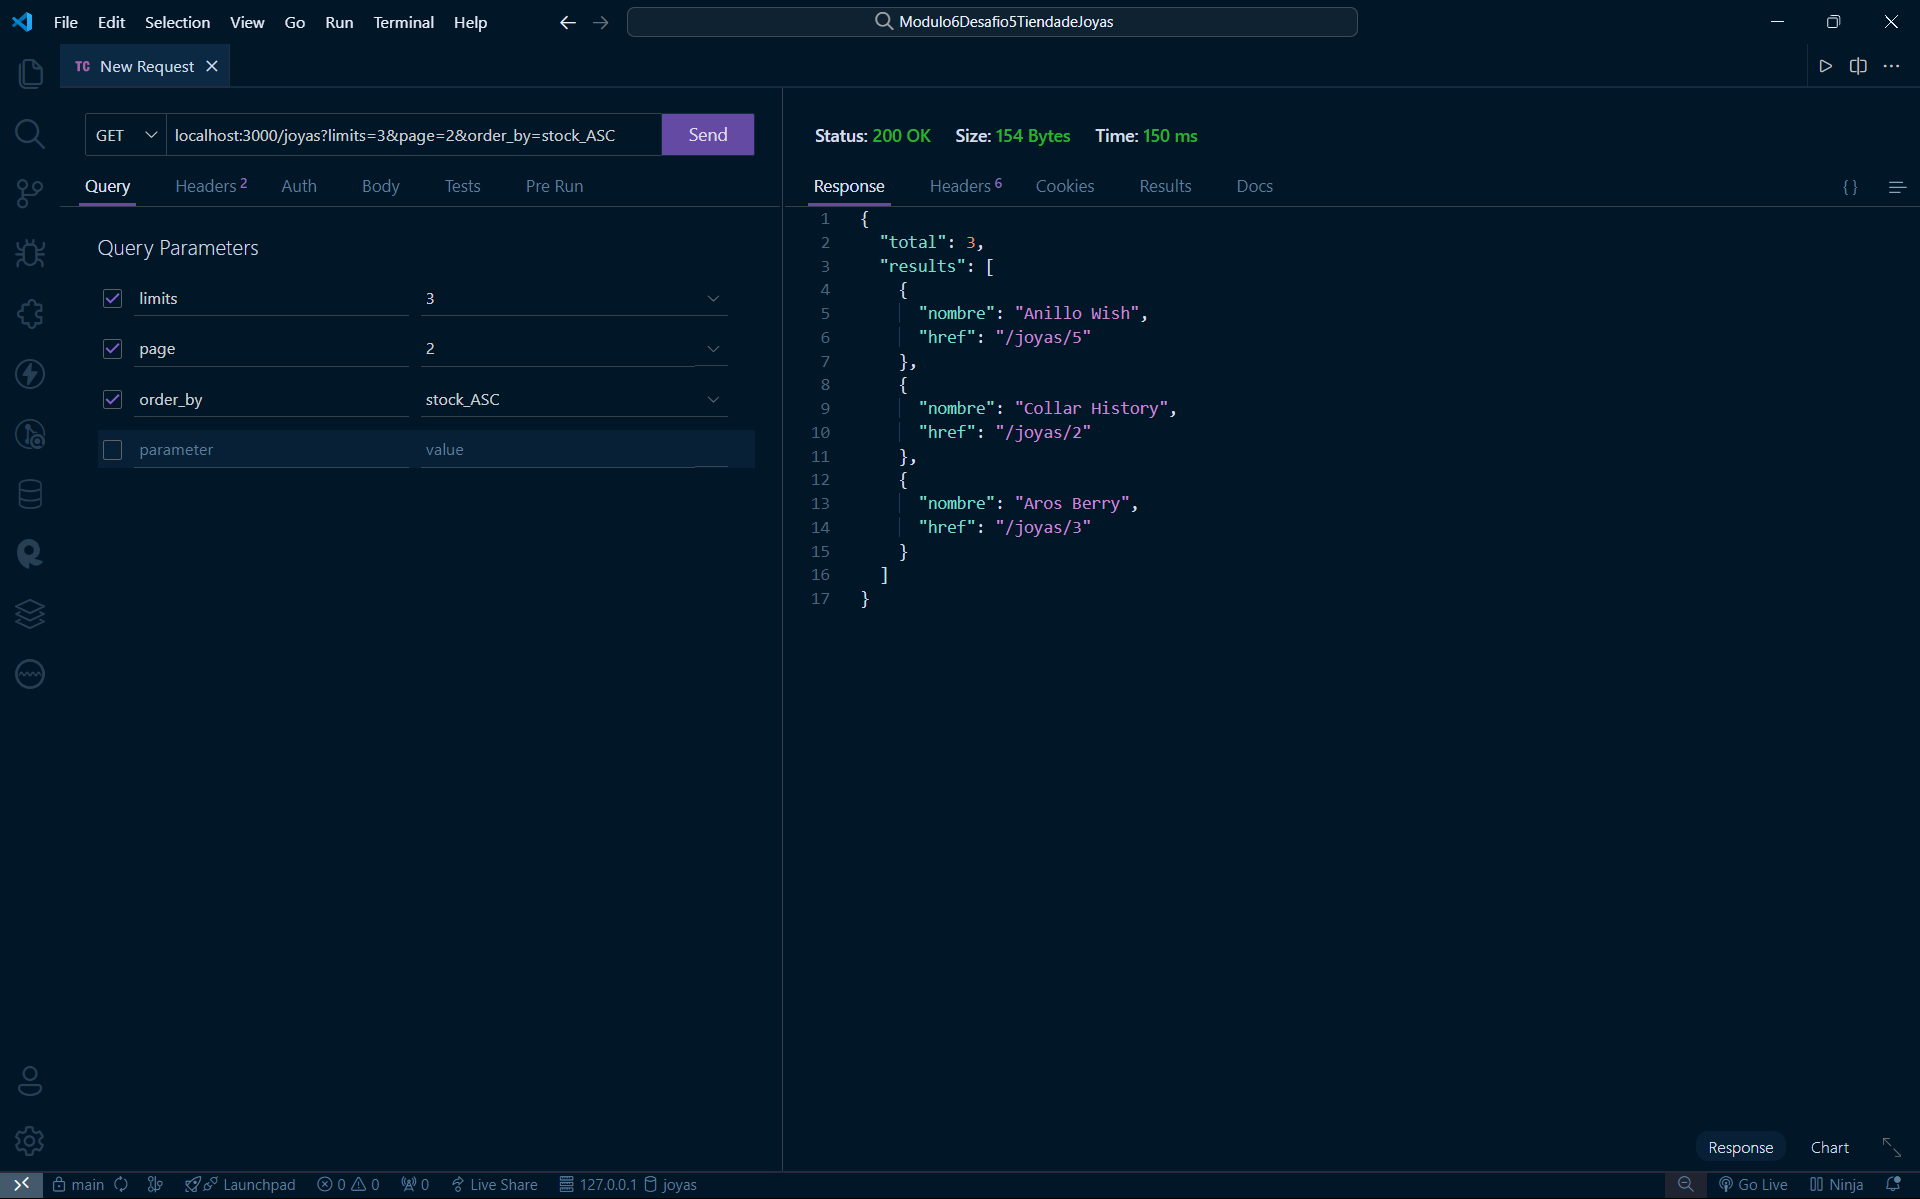 File Edit Selection View Go Run Terminal Help
Modulo6Desafio5TiendadeJoyas
TC New Request
GET localhost:3000/joyas?limits=3&page=2&order_by=stock_ASC Send
Query Headers 2 Auth Body Tests Pre Run
Query Parameters
limits 3
page 2
order_by stock_ASC
parameter value
Status: 200 OK Size: 154 Bytes Time: 150 ms
Response Headers 6 Cookies Results Docs { }
1 {
2 "total": 3,
3 "results": [
4 {
5 "nombre": "Anillo Wish",
6 "href": "/joyas/5"
7 },
8 {
9 "nombre": "Collar History",
10 "href": "/joyas/2"
11 },
12 {
13 "nombre": "Aros Berry",
14 "href": "/joyas/3"
15 }
16 ]
17 }
Response Chart
main Launchpad 0 0 0 Live Share 127.0.0.1 joyas Go Live Ninja